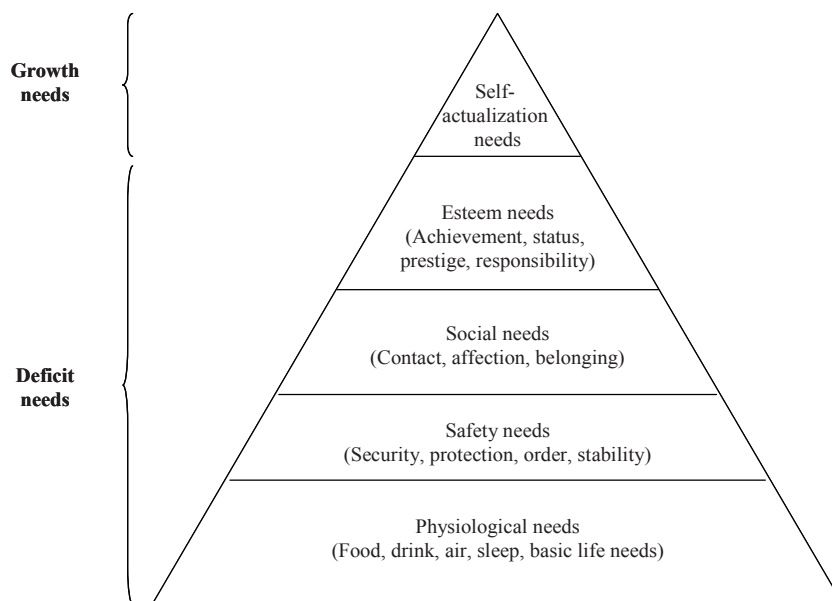 Growth
needs
Self-
actualization
needs
Esteem needs
(Achievement, status,
prestige, responsibility)
Social needs
(Contact, affection, belonging)
Deficit
needs
Safety needs
(Security, protection, order, stability)
Physiological needs
(Food, drink, air, sleep, basic life needs)